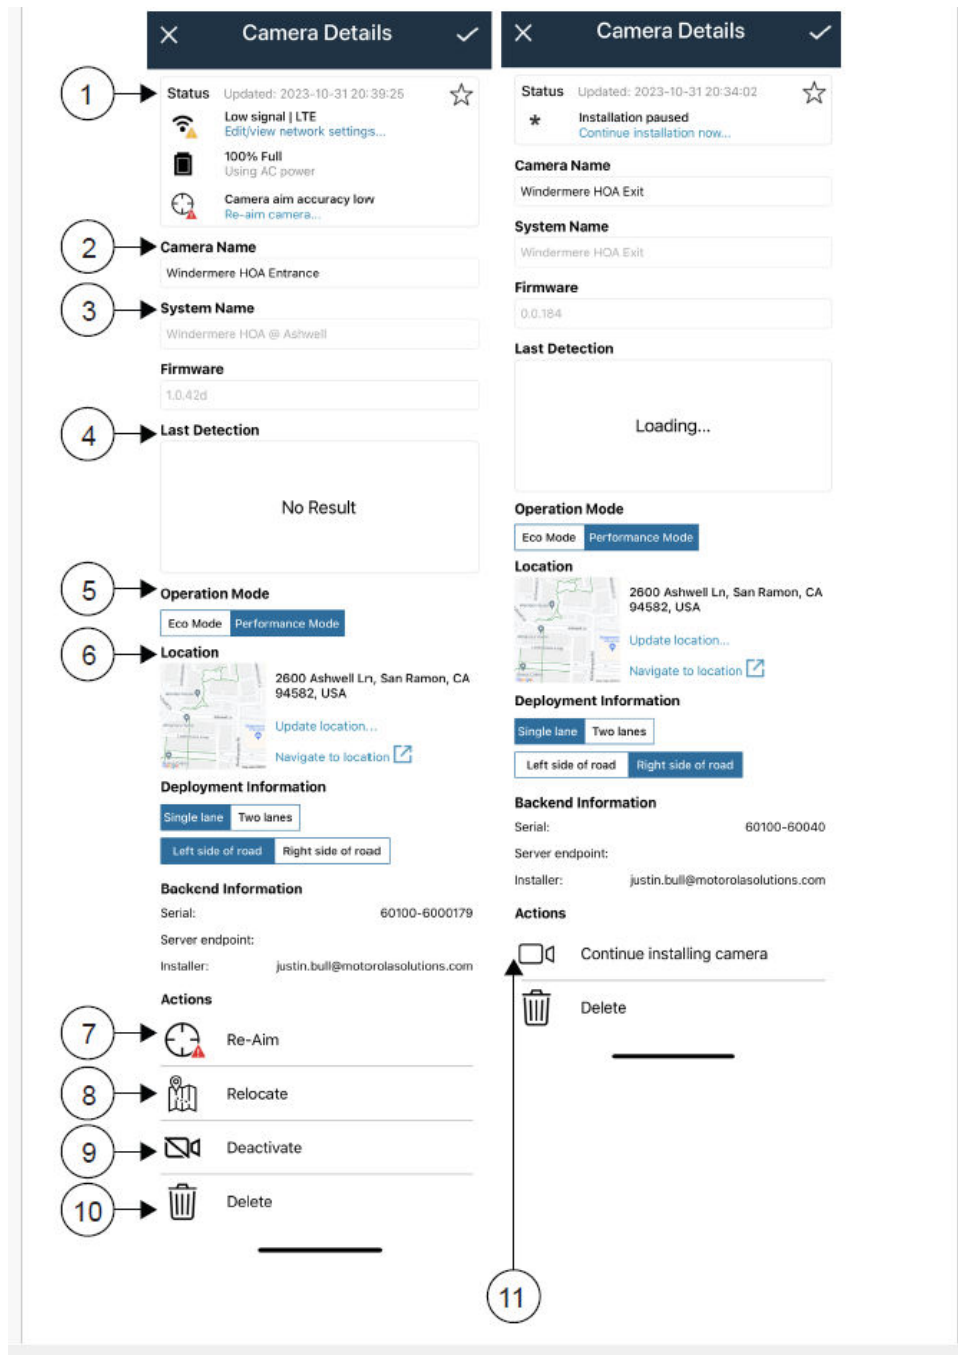 Camera Details
1
Status Updated: 2023-10-31 20:39:25
Low signal | LTE
Edit/view network settings...
100% Full
Using AC power
Camera aim accuracy low
Re-aim camera...
2
Camera Name
Windermere HOA Entrance
3
System Name
Windermere HOA @ Ashwell
Firmware
1.0.42d
4
Last Detection
No Result
5
Operation Mode
Eco Mode Performance Mode
6
Location
2600 Ashwell Ln, San Ramon, CA
94582, USA
Update location...
Navigate to location
Deployment Information
Single lane Two lanes
Left side of road Right side of road
Backend Information
Serial: 60100-6000179
Server endpoint:
Installer: justin.bull@motorolasolutions.com
Actions
7
Re-Aim
8
Relocate
9
Deactivate
10
Delete
Camera Details
Status Updated: 2023-10-31 20:34:02
* Installation paused
Continue installation now...
Camera Name
Windermere HOA Exit
System Name
Windermere HOA Exit
Firmware
0.0.184
Last Detection
Loading...
Operation Mode
Eco Mode Performance Mode
Location
2600 Ashwell Ln, San Ramon, CA
94582, USA
Update location...
Navigate to location
Deployment Information
Single lane Two lanes
Left side of road Right side of road
Backend Information
Serial: 60100-60040
Server endpoint:
Installer: justin.bull@motorolasolutions.com
Actions
Continue installing camera
Delete
11